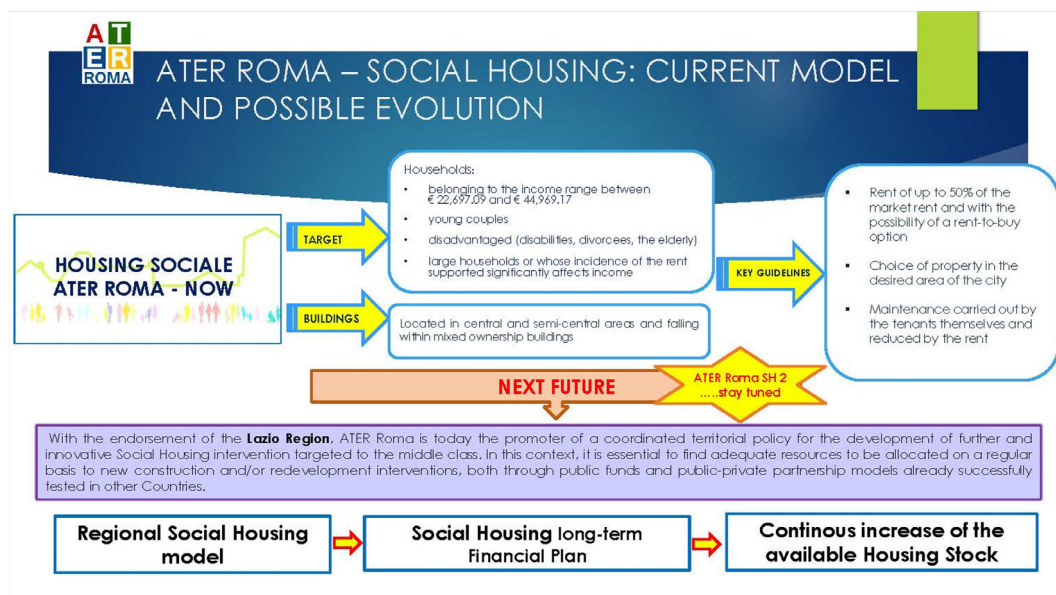 A T
E R
ROMA
ATER ROMA – SOCIAL HOUSING: CURRENT MODEL
AND POSSIBLE EVOLUTION
HOUSING SOCIALE
ATER ROMA - NOW
TARGET
Households:
• belonging to the income range between
€ 22,697.09 and € 44,969.17
• young couples
• disadvantaged (disabilities, divorcees, the elderly)
• large households or whose incidence of the rent
supported significantly affects income
BUILDINGS
Located in central and semi-central areas and falling
within mixed ownership buildings
KEY GUIDELINES
▪ Rent of up to 50% of the
market rent and with the
possibility of a rent-to-buy
option
▪ Choice of property in the
desired area of the city
▪ Maintenance carried out by
the tenants themselves and
reduced by the rent
NEXT FUTURE
ATER Roma SH 2
.....stay tuned
With the endorsement of the Lazio Region, ATER Roma is today the promoter of a coordinated territorial policy for the development of further and
innovative Social Housing intervention targeted to the middle class. In this context, it is essential to find adequate resources to be allocated on a regular
basis to new construction and/or redevelopment interventions, both through public funds and public-private partnership models already successfully
tested in other Countries.
Regional Social Housing
model
Social Housing long-term
Financial Plan
Continous increase of the
available Housing Stock